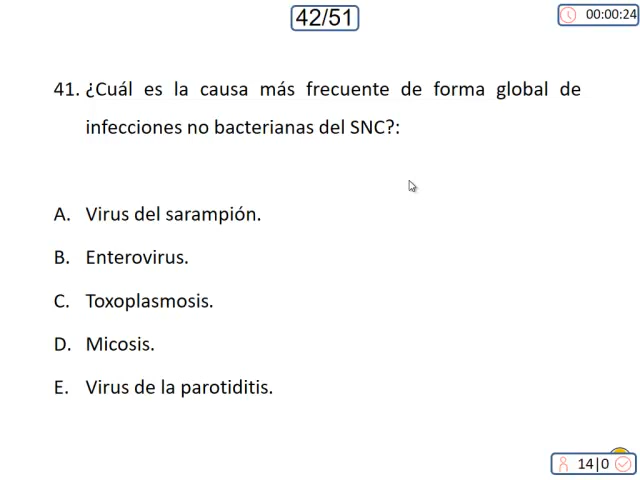 42/51
00:00:24
41. ¿Cuál es la causa más frecuente de forma global de
infecciones no bacterianas del SNC?:
A. Virus del sarampión.
B. Enterovirus.
C. Toxoplasmosis.
D. Micosis.
E. Virus de la parotiditis.
14|0